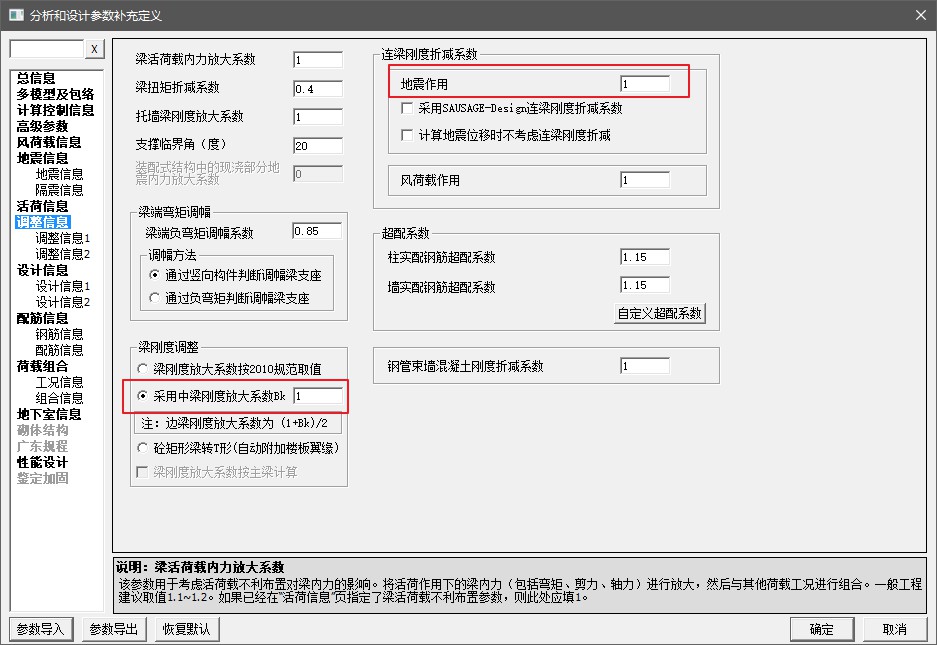 分析和设计参数补充定义
X
总信息
多模型及包络
计算控制信息
高级参数
风荷载信息
地震信息
地震信息
隔震信息
活荷信息
调整信息
调整信息1
调整信息2
设计信息
设计信息1
设计信息2
配筋信息
钢筋信息
配筋信息
荷载组合
工况信息
组合信息
地下室信息
砌体结构
广东规程
性能设计
鉴定加固
梁活荷载内力放大系数 1
梁扭矩折减系数 0.4
托墙梁刚度放大系数 1
支撑临界角（度） 20
装配式结构中的现浇部分地
震内力放大系数 0
梁端弯矩调幅
梁端负弯矩调幅系数 0.85
调幅方法
通过竖向构件判断调幅梁支座
通过负弯矩判断调幅梁支座
梁刚度调整
梁刚度放大系数按2010规范取值
采用中梁刚度放大系数Bk 1
注：边梁刚度放大系数为 (1+Bk)/2
砼矩形梁转T形(自动附加楼板翼缘)
梁刚度放大系数按主梁计算
连梁刚度折减系数
地震作用 1
采用SAUSAGE-Design连梁刚度折减系数
计算地震位移时不考虑连梁刚度折减
风荷载作用 1
超配系数
柱实配钢筋超配系数 1.15
墙实配钢筋超配系数 1.15
自定义超配系数
钢管束墙混凝土刚度折减系数 1
说明：梁活荷载内力放大系数
该参数用于考虑活荷载不利布置对梁内力的影响。将活荷作用下的梁内力（包括弯矩、剪力、轴力）进行放大，然后与其他荷载工况进行组合。一般工程
建议取值1.1~1.2。如果已经在"活荷信息"页指定了梁活荷载不利布置参数，则此处应填1。
参数导入 参数导出 恢复默认 确定 取消